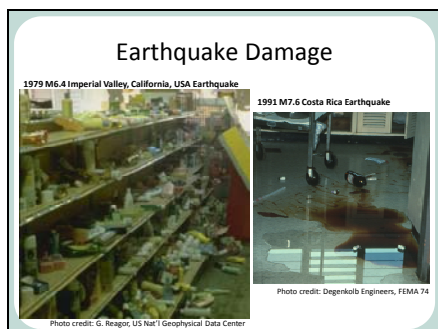 Earthquake Damage
1979 M6.4 Imperial Valley, California, USA Earthquake
1991 M7.6 Costa Rica Earthquake
Photo credit: Degenkolb Engineers, FEMA 74
Photo credit: G. Reagor, US Nat'l Geophysical Data Center